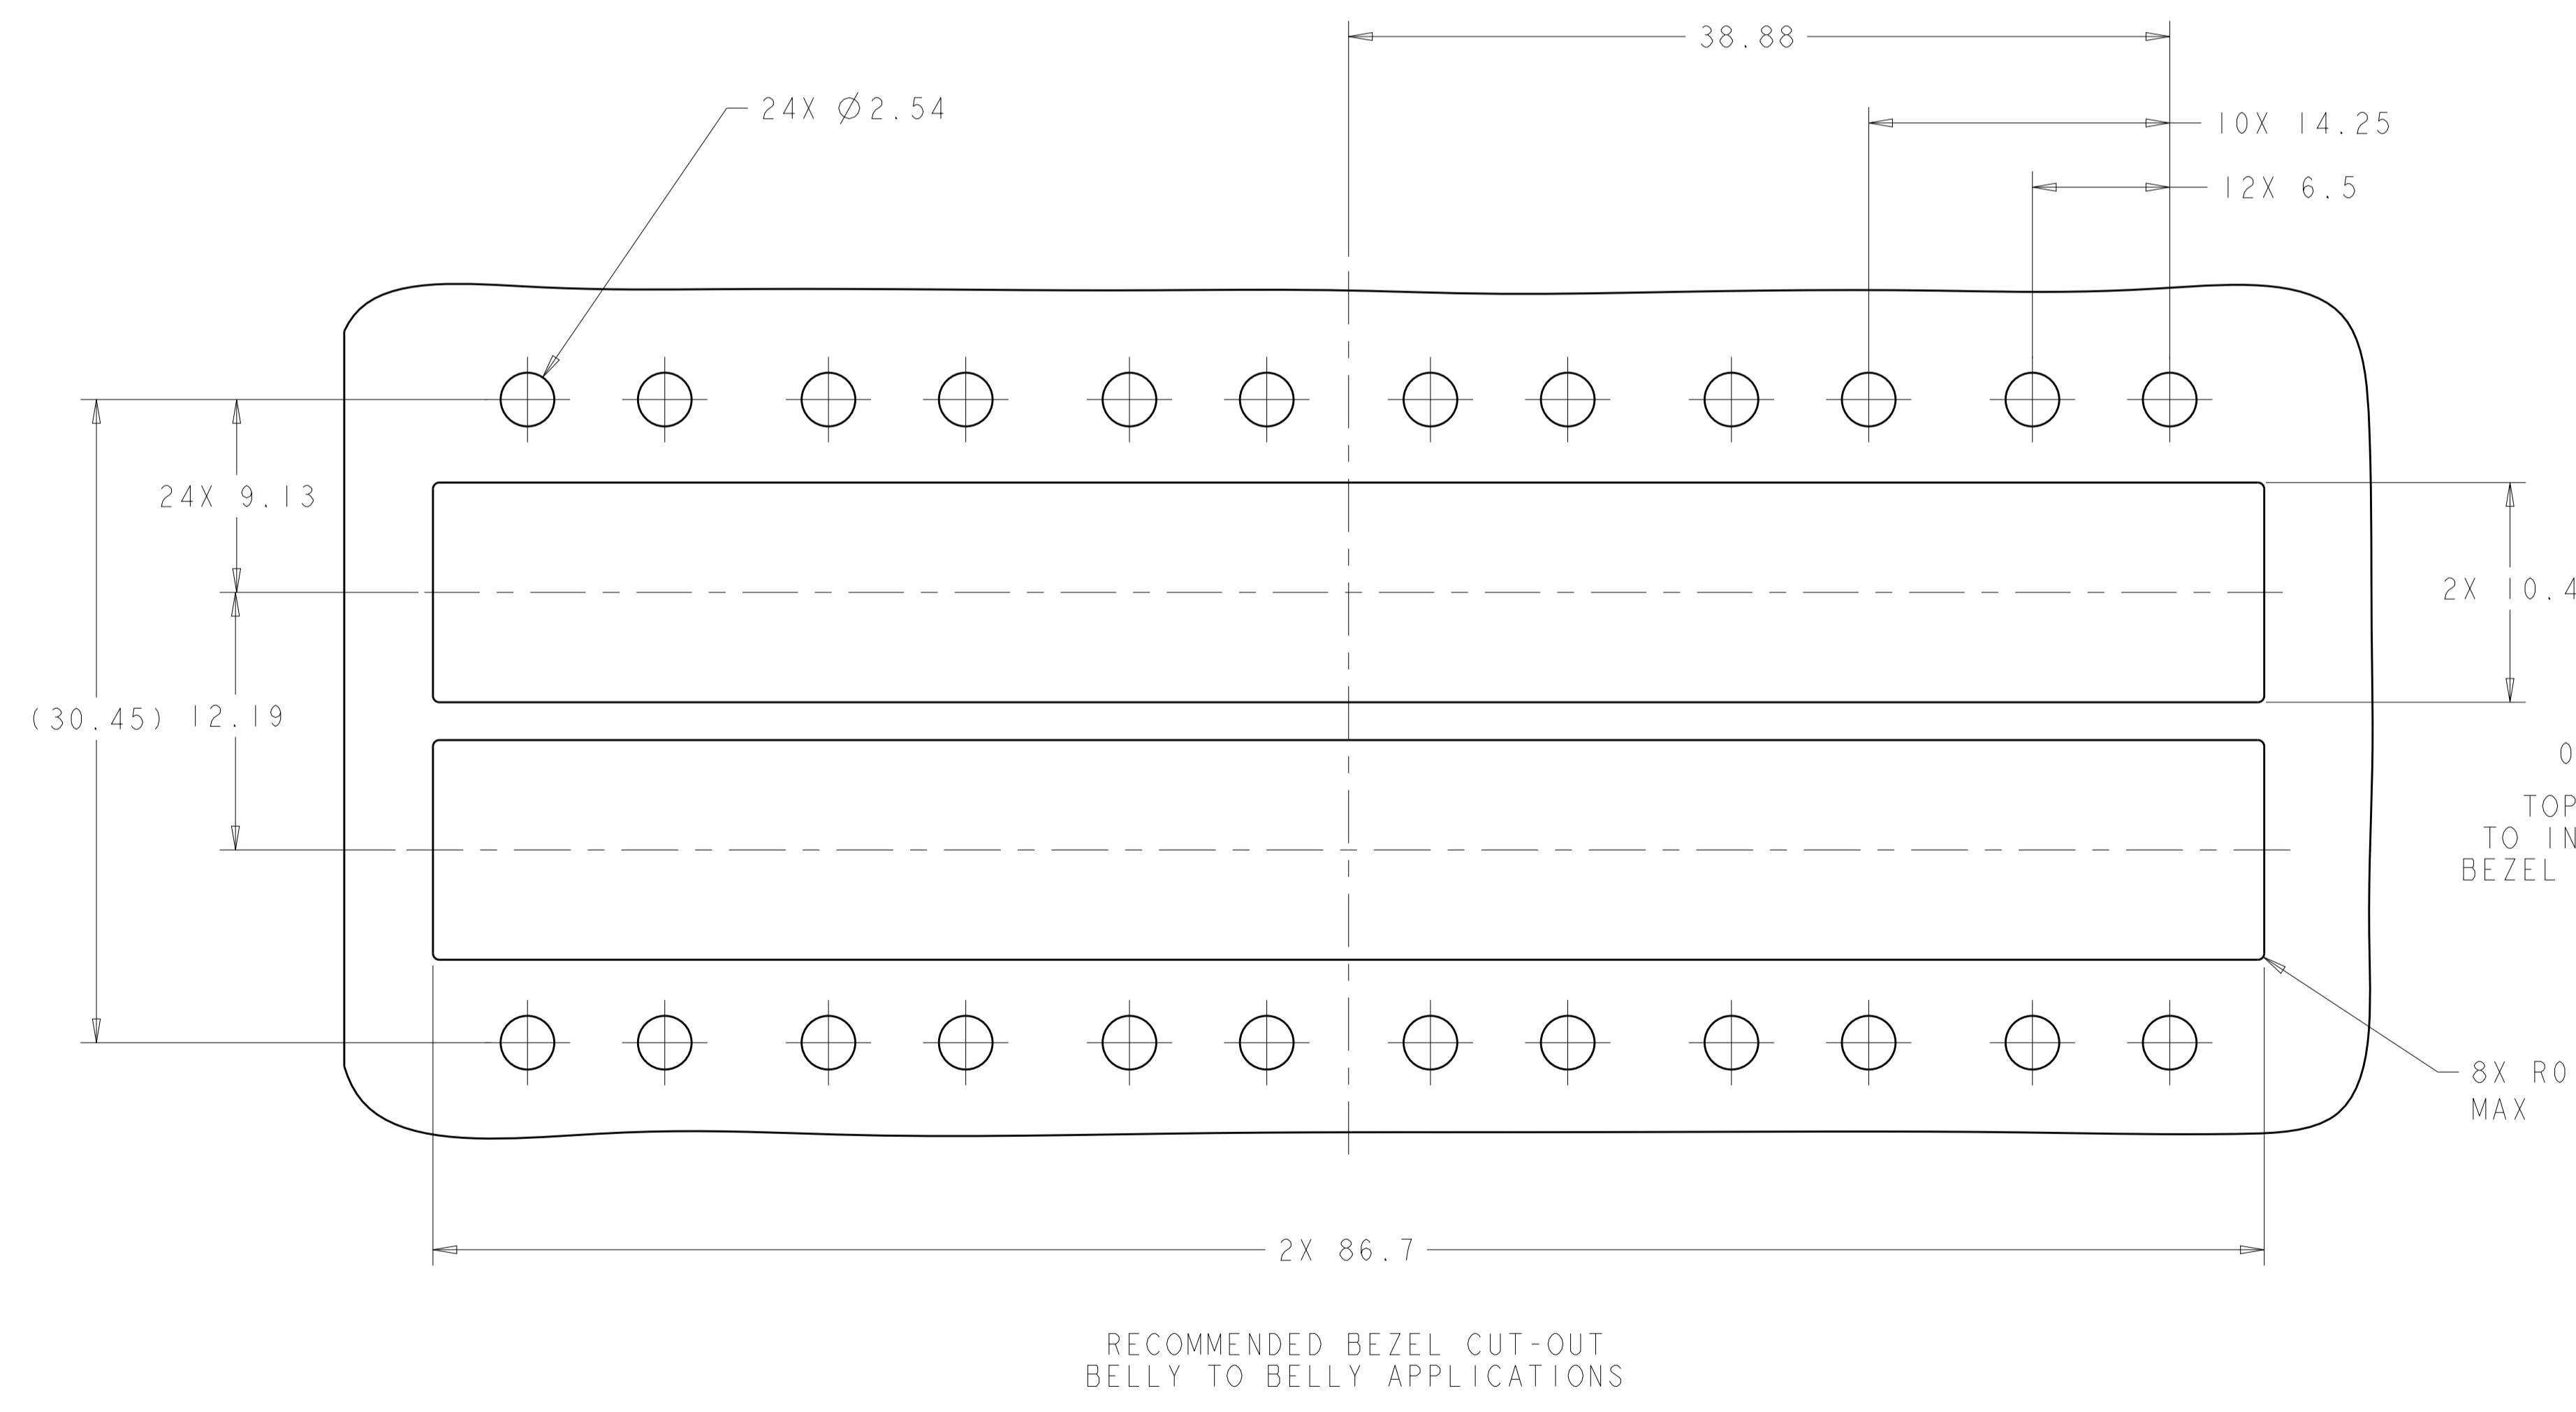 38.88
24X Ø2.54
10X 14.25
12X 6.5
24X 9.13
2X 10.4
(30.45)
12.19
TOP
TO IN
BEZEL
8X R0
MAX
2X 86.7
RECOMMENDED BEZEL CUT-OUT
BELLY TO BELLY APPLICATIONS